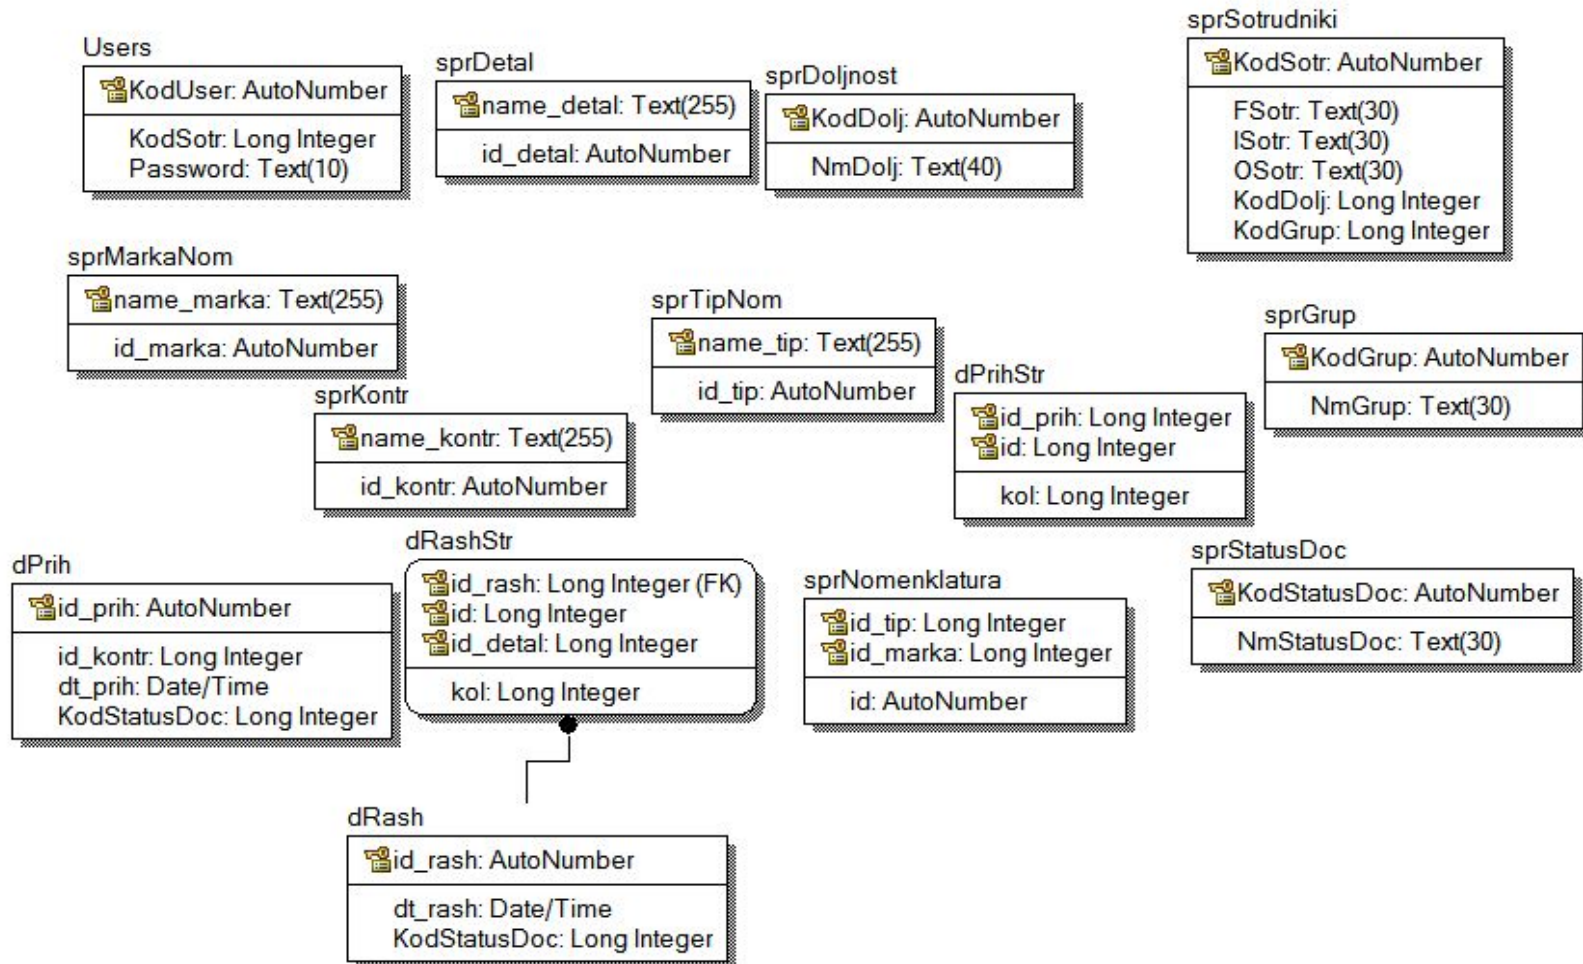 Users
KodUser: AutoNumber
KodSotr: Long Integer
Password: Text(10)
sprDetal
name_detal: Text(255)
id_detal: AutoNumber
sprDoljnost
KodDolj: AutoNumber
NmDolj: Text(40)
sprSotrudniki
KodSotr: AutoNumber
FSotr: Text(30)
ISotr: Text(30)
OSotr: Text(30)
KodDolj: Long Integer
KodGrup: Long Integer
sprMarkaNom
name_marka: Text(255)
id_marka: AutoNumber
sprTipNom
name_tip: Text(255)
id_tip: AutoNumber
sprGrup
KodGrup: AutoNumber
NmGrup: Text(30)
sprKontr
name_kontr: Text(255)
id_kontr: AutoNumber
dPrihStr
id_prih: Long Integer
id: Long Integer
kol: Long Integer
dPrih
id_prih: AutoNumber
id_kontr: Long Integer
dt_prih: Date/Time
KodStatusDoc: Long Integer
dRashStr
id_rash: Long Integer (FK)
id: Long Integer
id_detal: Long Integer
kol: Long Integer
sprNomenklatura
id_tip: Long Integer
id_marka: Long Integer
id: AutoNumber
sprStatusDoc
KodStatusDoc: AutoNumber
NmStatusDoc: Text(30)
dRash
id_rash: AutoNumber
dt_rash: Date/Time
KodStatusDoc: Long Integer